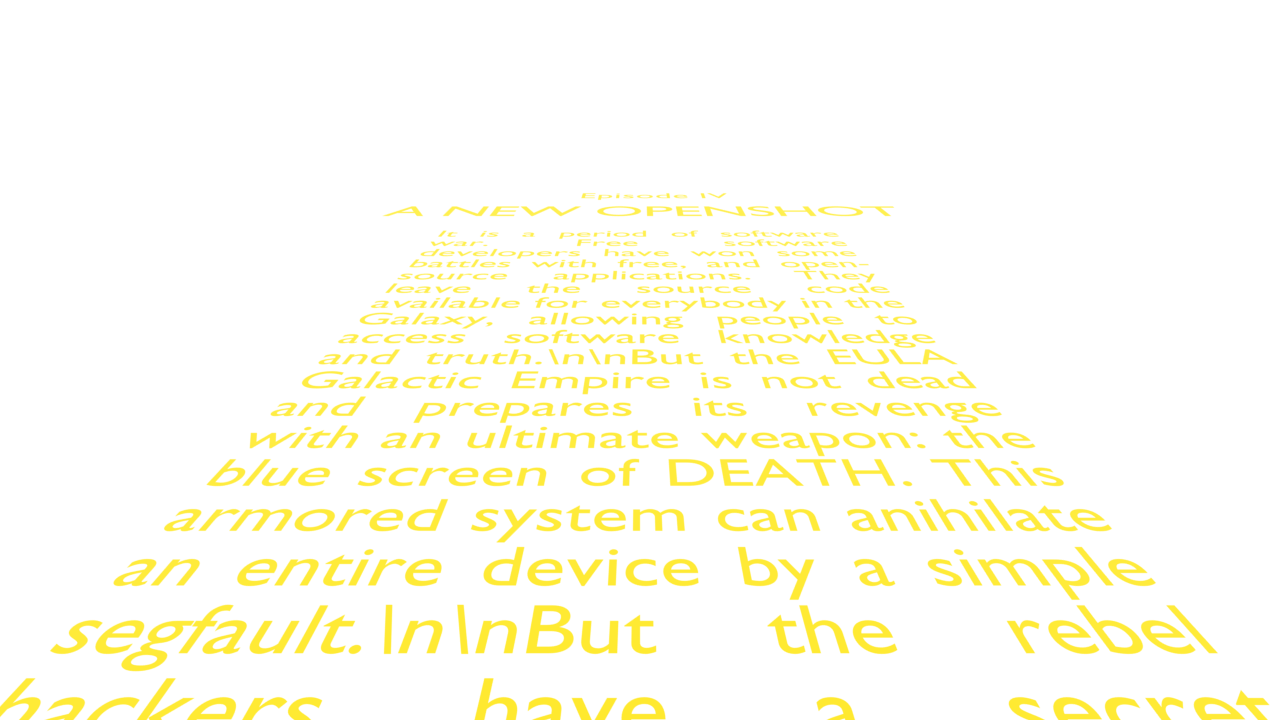 Episode IV
A NEW OPENSHOT
It is a period of software
war. Free software
developers have won some
battles with free, and open-
source applications. They
leave the source code
available for everybody in the
Galaxy, allowing people to
access software knowledge
and truth.\n\nBut the EULA
Galactic Empire is not dead
and prepares its revenge
with an ultimate weapon: the
blue screen of DEATH. This
armored system can anihilate
an entire device by a simple
segfault.\n\nBut the rebel
hackers have a secret